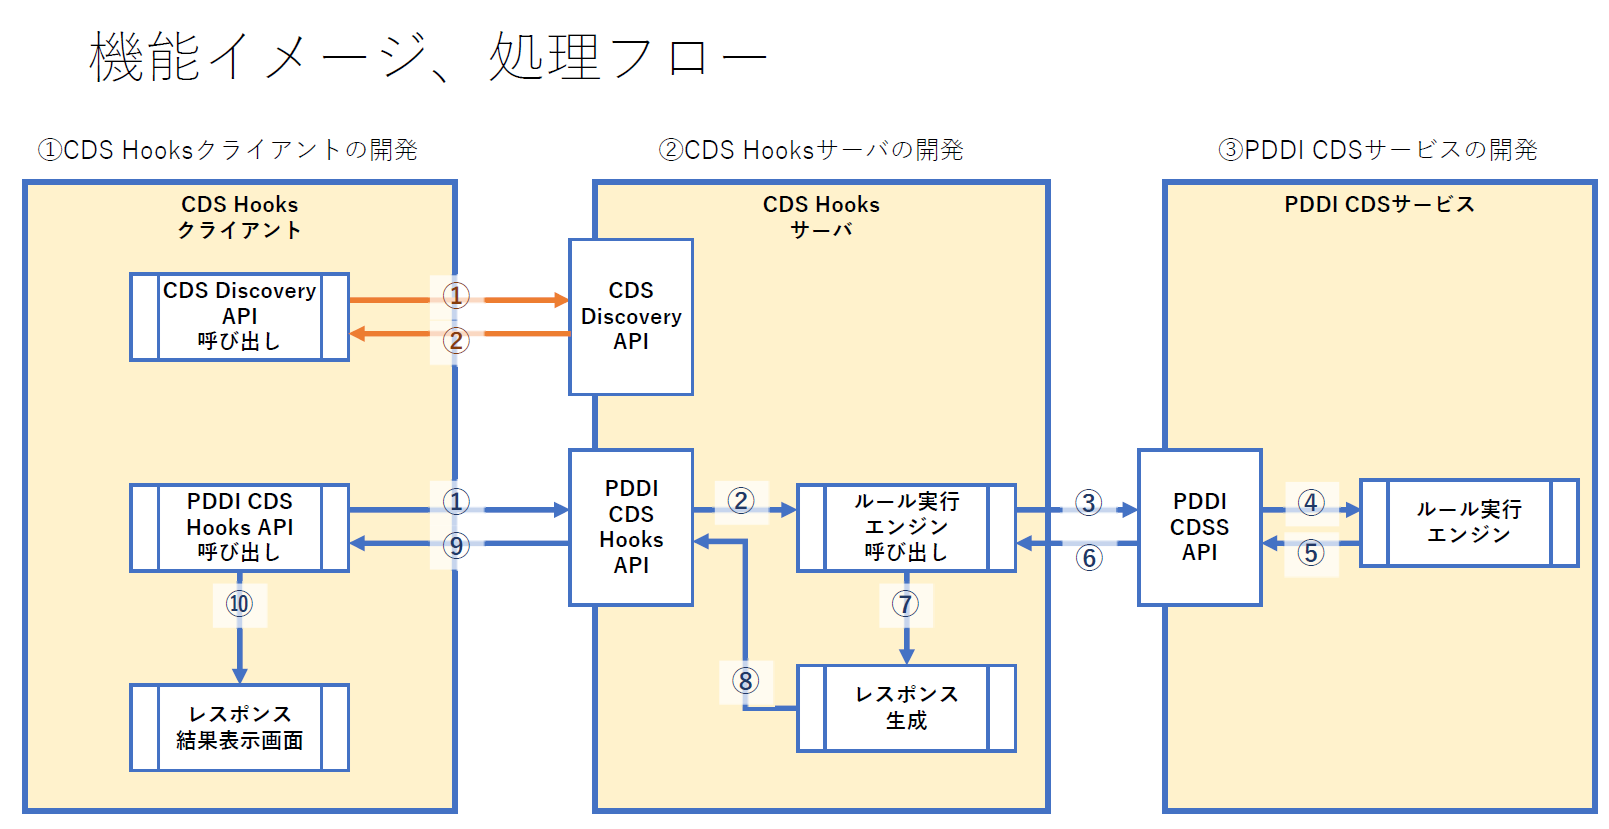 機能イメージ、処理フロー
①CDS Hooksクライアントの開発
②CDS Hooksサーバの開発
③PDDI CDSサービスの開発
CDS Hooks
クライアント
CDS Hooks
サーバ
PDDI CDSサービス
CDS Discovery
API
呼び出し
①
②
CDS
Discovery
API
PDDI CDS
Hooks API
呼び出し
①
⑨
PDDI
CDS
Hooks
API
②
ルール実行
エンジン
呼び出し
③
⑥
PDDI
CDSS
API
④
⑤
ルール実行
エンジン
⑩
⑦
⑧
レスポンス
結果表示画面
レスポンス
生成